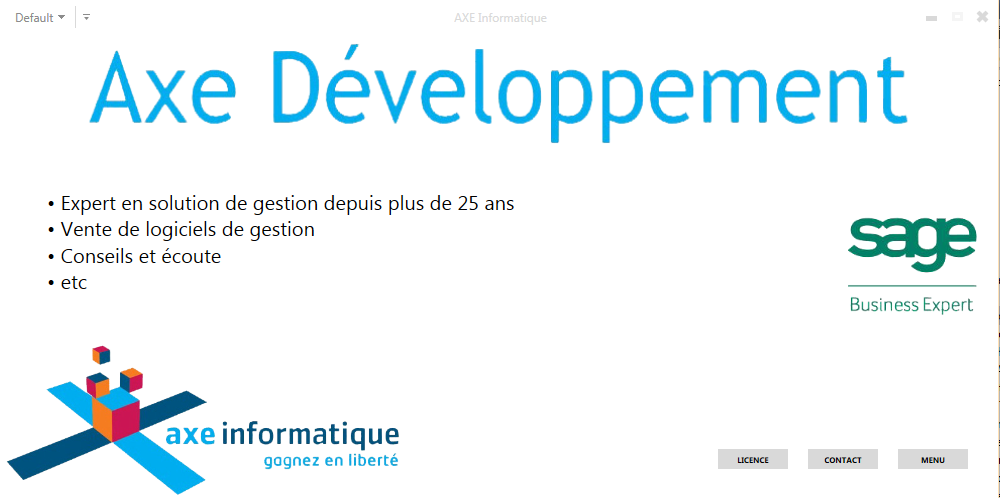 Default
AXE Informatique
Axe Développement
• Expert en solution de gestion depuis plus de 25 ans
• Vente de logiciels de gestion
• Conseils et écoute
• etc
sage
Business Expert
axe informatique
gagnez en liberté
LICENCE CONTACT MENU